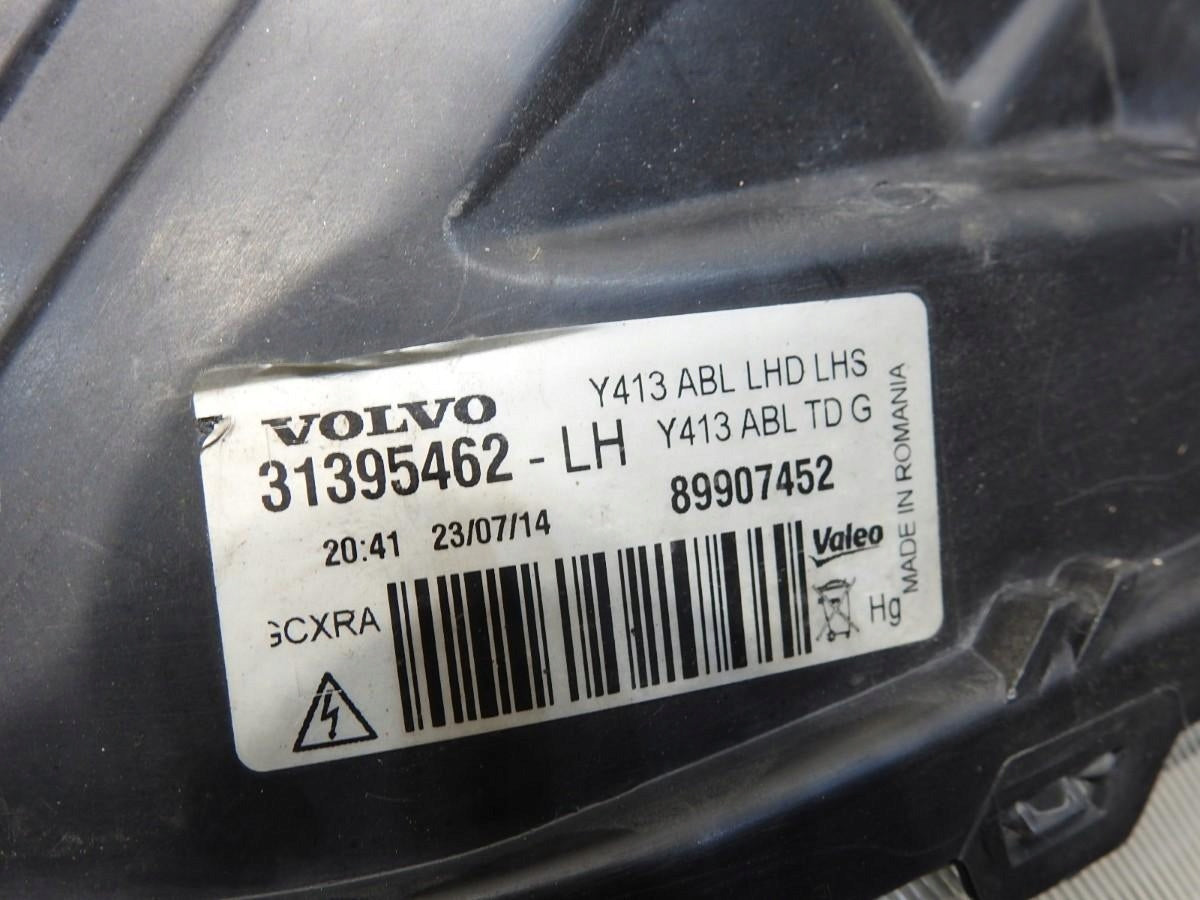 VOLVO
Y413 ABL LHD LHS
31395462 - LH
Y413 ABL TD G
89907452
20:41 23/07/14
Valeo
MADE IN ROMANIA
GCXRA
Hg